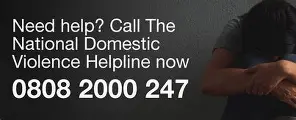 Need help? Call The
National Domestic
Violence Helpline now
0808 2000 247